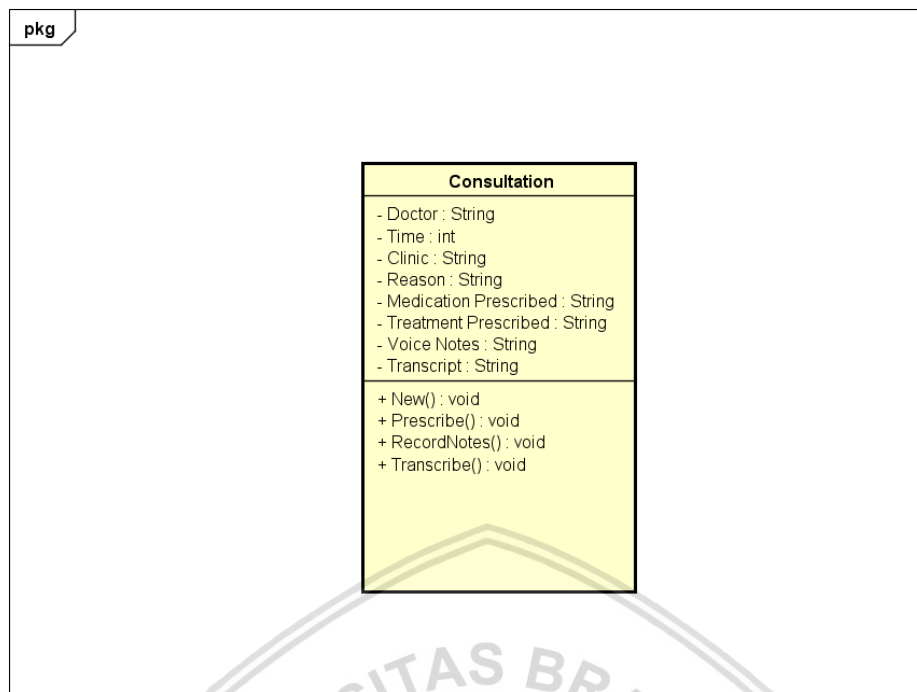 pkg
Consultation
- Doctor : String
- Time : int
- Clinic : String
- Reason : String
- Medication Prescribed : String
- Treatment Prescribed : String
- Voice Notes : String
- Transcript : String
+ New() : void
+ Prescribe() : void
+ RecordNotes() : void
+ Transcribe() : void